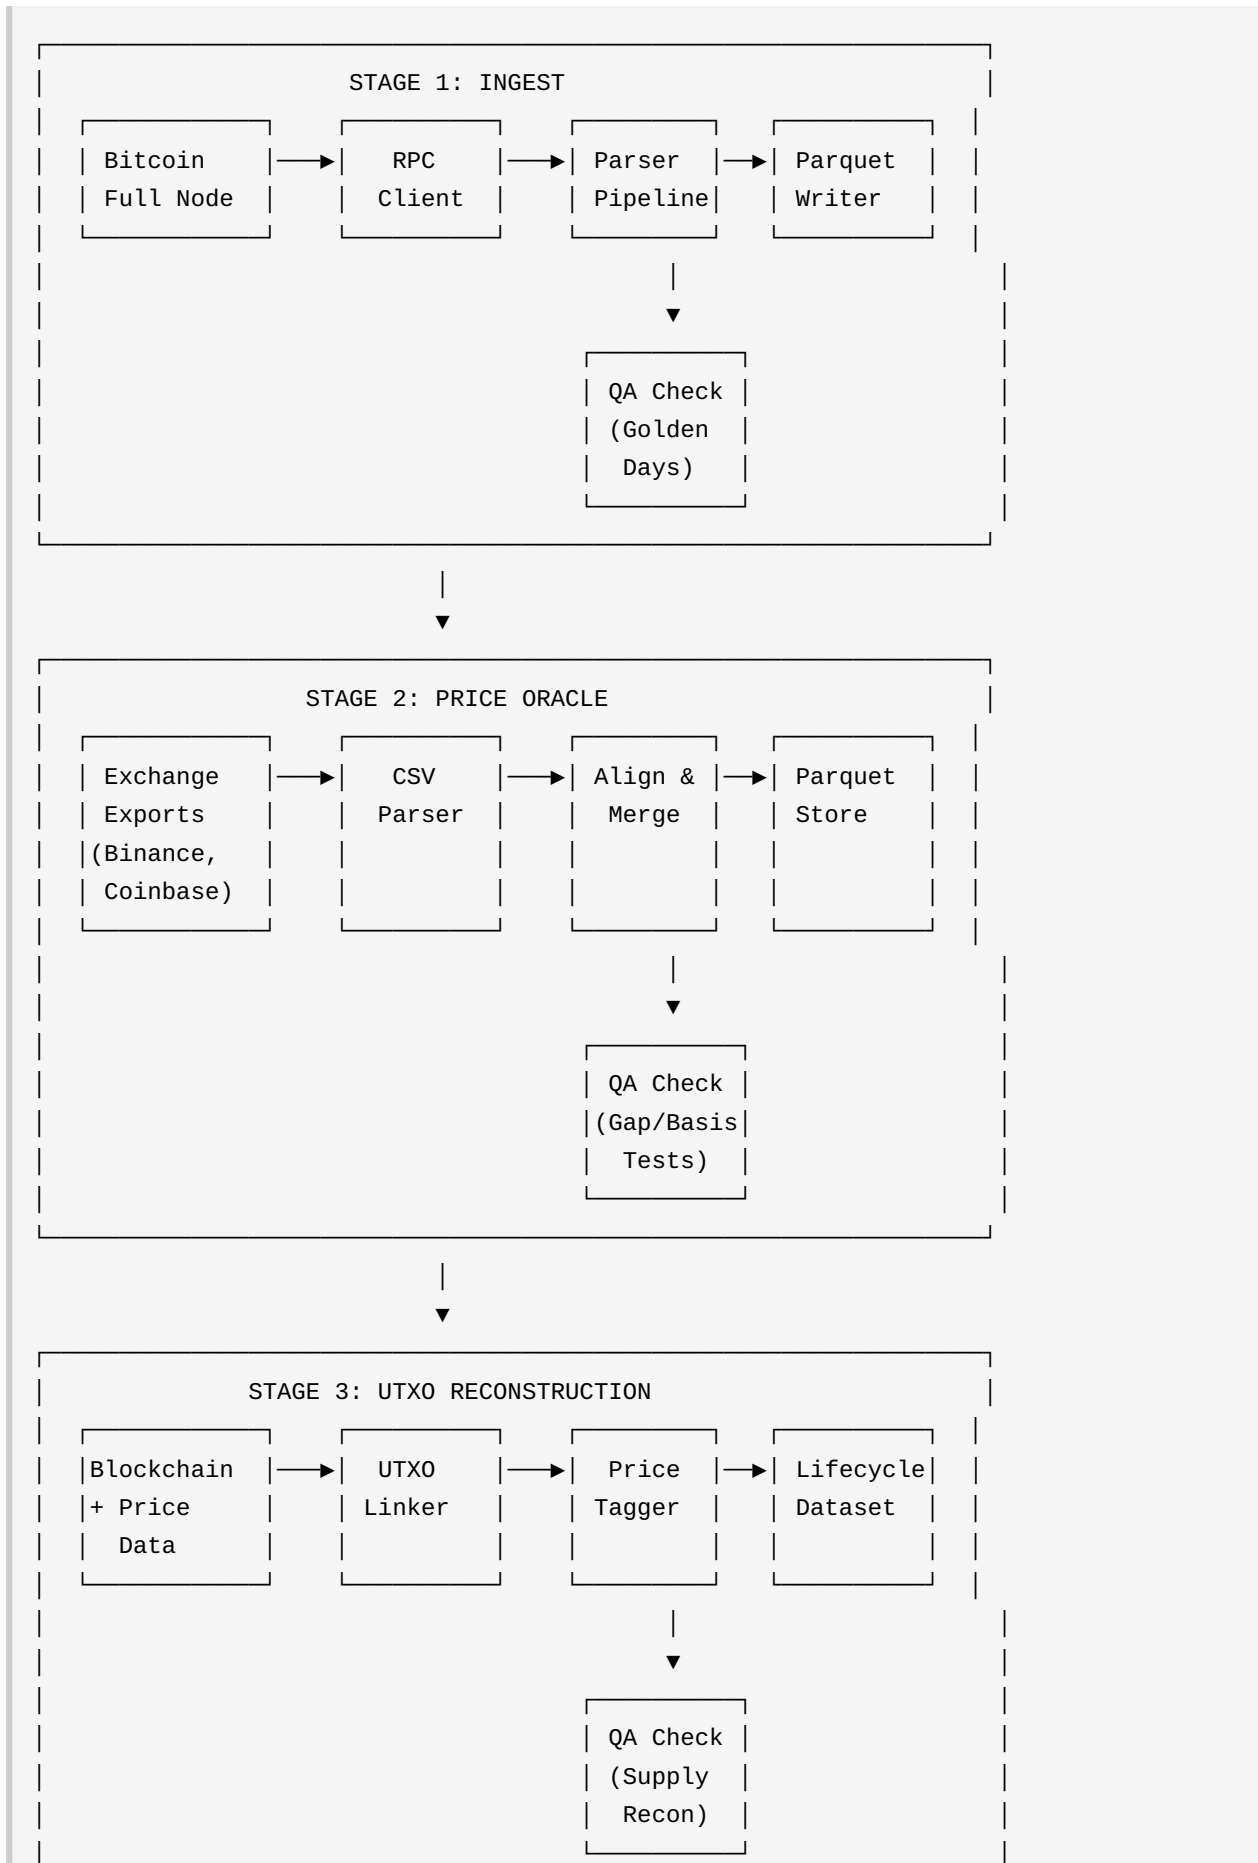 STAGE 1: INGEST
Bitcoin RPC Parser Parquet
Full Node Client Pipeline Writer
QA Check
(Golden
Days)
STAGE 2: PRICE ORACLE
Exchange CSV Align & Parquet
Exports Parser Merge Store
(Binance,
Coinbase)
QA Check
(Gap/Basis
Tests)
STAGE 3: UTXO RECONSTRUCTION
Blockchain UTXO Price Lifecycle
+ Price Linker Tagger Dataset
Data
QA Check
(Supply
Recon)